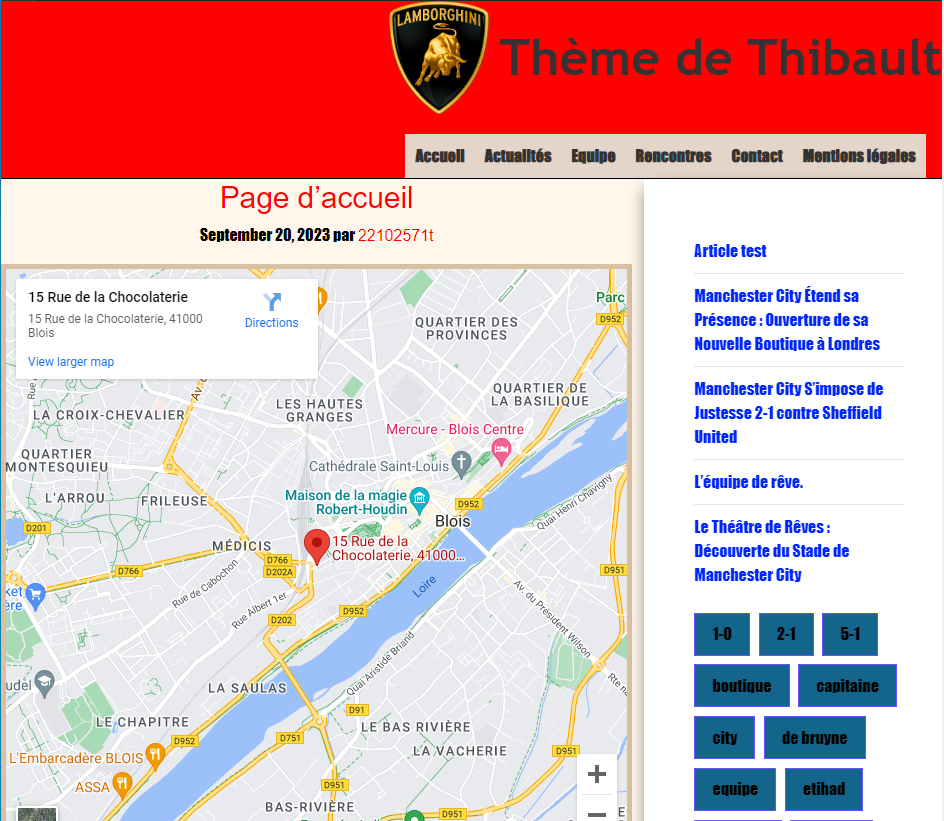 LAMBORGHINI
Thème de Thibault
Accueil Actualités Equipe Rencontres Contact Mentions légales
Page d’accueil
September 20, 2023 par 22102571t
15 Rue de la Chocolaterie
15 Rue de la Chocolaterie, 41000
Blois
Directions
View larger map
Parc
D952
QUARTIER DES
PROVINCES
Rue
Av.
QUARTIER DE
LA BASILIQUE
LES HAUTES
GRANGES
LA CROIX-CHEVALIER
Mercure - Blois Centre
QUARTIER
MONTESQUIEU
Cathédrale Saint-Louis
L'ARROU
FRILEUSE
Maison de la magie
Robert-Houdin
D952
Quai Henri Chavigny
Blois
D201
MÉDICIS
15 Rue de la
Chocolaterie, 41000...
D766
D202A
D766
D951
Rue de Cabochon
Loire
ket
ère
Rue Albert 1er
D952
D202
Av. du Président Wilson
Quai Aristide Briand
udel
LA SAULAS
Rte na
D91
LE CHAPITRE
LE BAS RIVIÈRE
D952
D751
LA VACHERIE
D951
L'Embarcadère BLOIS
ASSA
D951
BAS-RIVIÈRE
D951
Article test
Manchester City Étend sa
Présence : Ouverture de sa
Nouvelle Boutique à Londres
Manchester City S’impose de
Justesse 2-1 contre Sheffield
United
L’équipe de rêve.
Le Théâtre de Rêves :
Découverte du Stade de
Manchester City
1-0 2-1 5-1
boutique capitaine
city de bruyne
equipe etihad